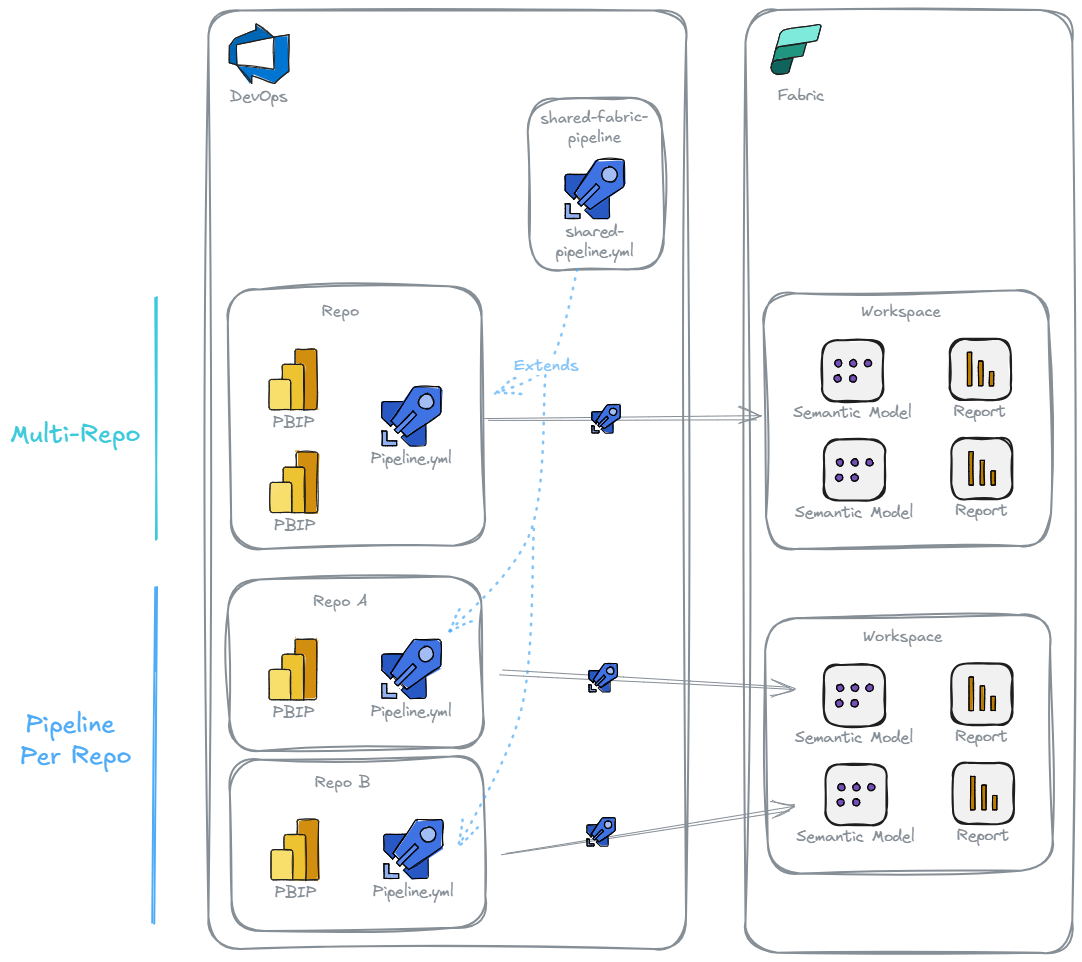 DevOps
Fabric
shared-fabric-
pipeline
shared-
pipeline.yml
Multi-Repo
Repo
PBIP
PBIP
Pipeline.yml
Extends
Workspace
Semantic Model
Report
Semantic Model
Report
Pipeline
Per Repo
Repo A
PBIP
Pipeline.yml
Repo B
PBIP
Pipeline.yml
Workspace
Semantic Model
Report
Semantic Model
Report